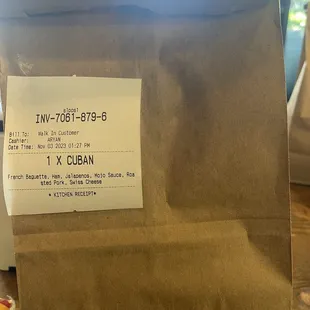 elposl
INV-7061-879-6
Bill To: Walk In Customer
Cashier: ARYAN
Date Time: Nov 03 2023 01:27 PM
1 X CUBAN
French Baguette, Ham, Jalapenos, Mojo Sauce, Roa
sted Pork, Swiss Cheese
* KITCHEN RECEIPT*